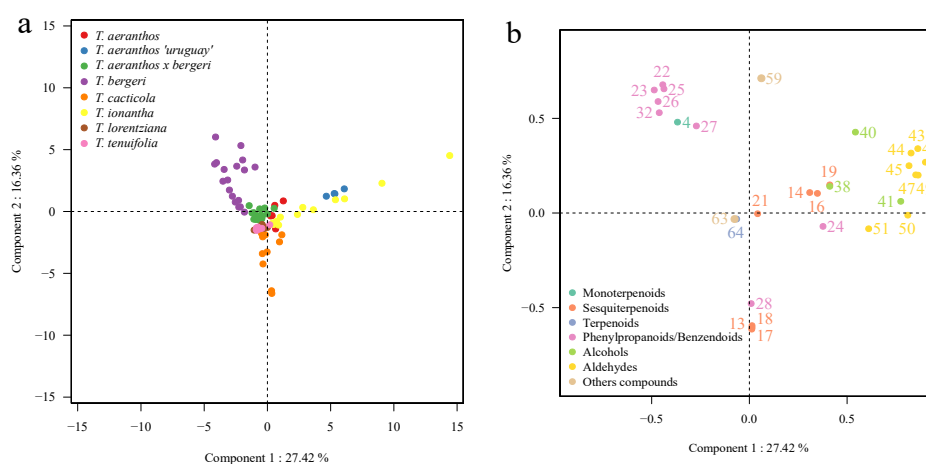 a
15
10
5
0
−5
−10
−15
−15
−10
−5
0
5
10
15
Component 2 : 16.36 %
Component 1 : 27.42 %
T. aeranthos
T. aeranthos 'uruguay'
T. aeranthos x bergeri
T. bergeri
T. cacticola
T. ionantha
T. lorentziana
T. tenuifolia
b
0.5
0.0
−0.5
−0.5
0.0
0.5
Component 2 : 16.36 %
Component 1 : 27.42 %
22
23
25
26
32
4
27
59
40
43
44
45
474
19
14
38
16
41
21
63
64
24
51
50
28
13
18
17
Monoterpenoids
Sesquiterpenoids
Terpenoids
Phenylpropanoids/Benzendoids
Alcohols
Aldehydes
Others compounds